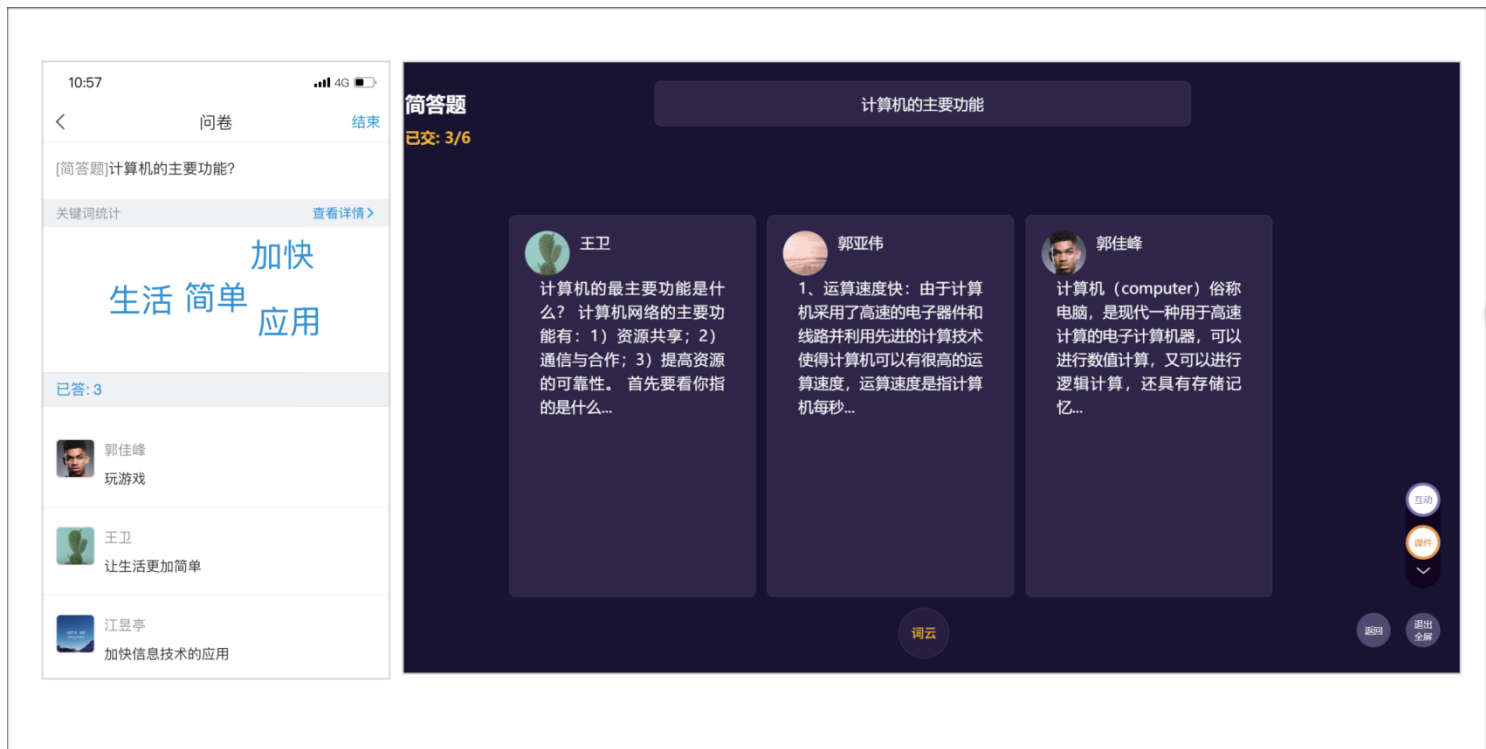 10:57
4G
问卷
结束
[简答题]计算机的主要功能?
关键词统计
查看详情
加快
生活 简单
应用
已答: 3
郭佳峰
玩游戏
王卫
让生活更加简单
江昱亭
加快信息技术的应用
简答题
已交: 3/6
计算机的主要功能
王卫
计算机的最主要功能是什
么? 计算机网络的主要功
能有: 1) 资源共享; 2)
通信与合作; 3) 提高资源
的可靠性。 首先要看你指
的是什么...
郭亚伟
1、运算速度快: 由于计算
机采用了高速的电子器件和
线路并利用先进的计算技术
使得计算机可以有很高的运
算速度, 运算速度是指计算
机每秒...
郭佳峰
计算机（computer）俗称
电脑, 是现代一种用于高速
计算的电子计算机器, 可以
进行数值计算, 又可以进行
逻辑计算, 还具有存储记
忆...
互动
课件
词云
返回
退出
全屏